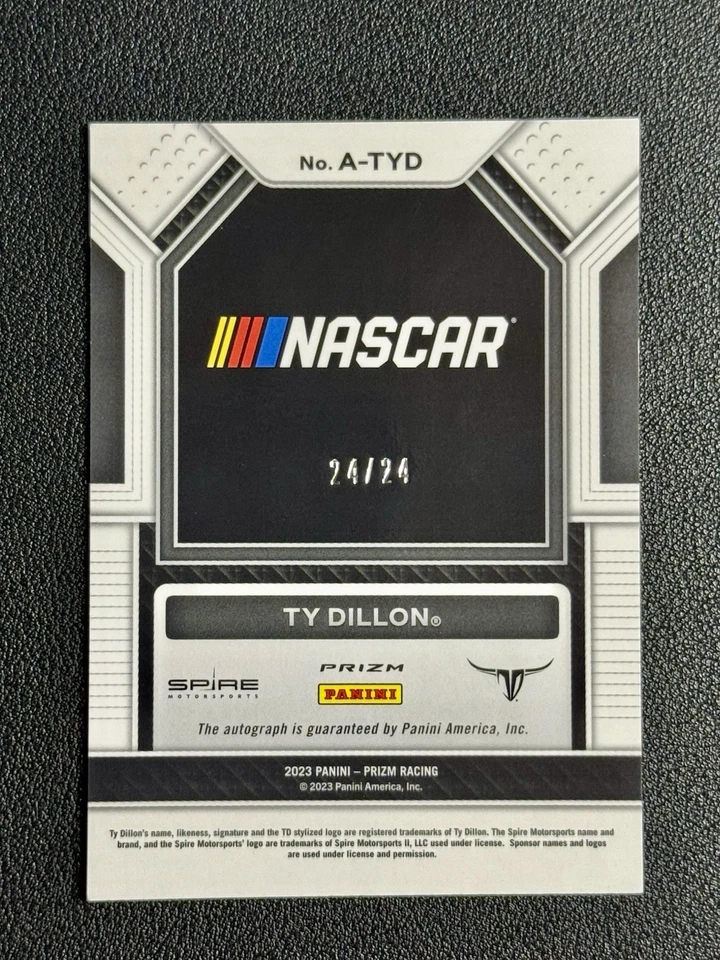 No. A-TYD
NASCAR®
24/24
TY DILLON®
PRIZM
SPIRE
MOTORSPORTS
PANINI
TD
The autograph is guaranteed by Panini America, Inc.
2023 PANINI – PRIZM RACING
© 2023 Panini America, Inc.
Ty Dillon's name, likeness, signature and the TD stylized logo are registered trademarks of Ty Dillon. The Spire Motorsports name and
brand, and the Spire Motorsports' logo are trademarks of Spire Motorsports II, LLC used under license. Sponsor names and logos
are used under license and permission.